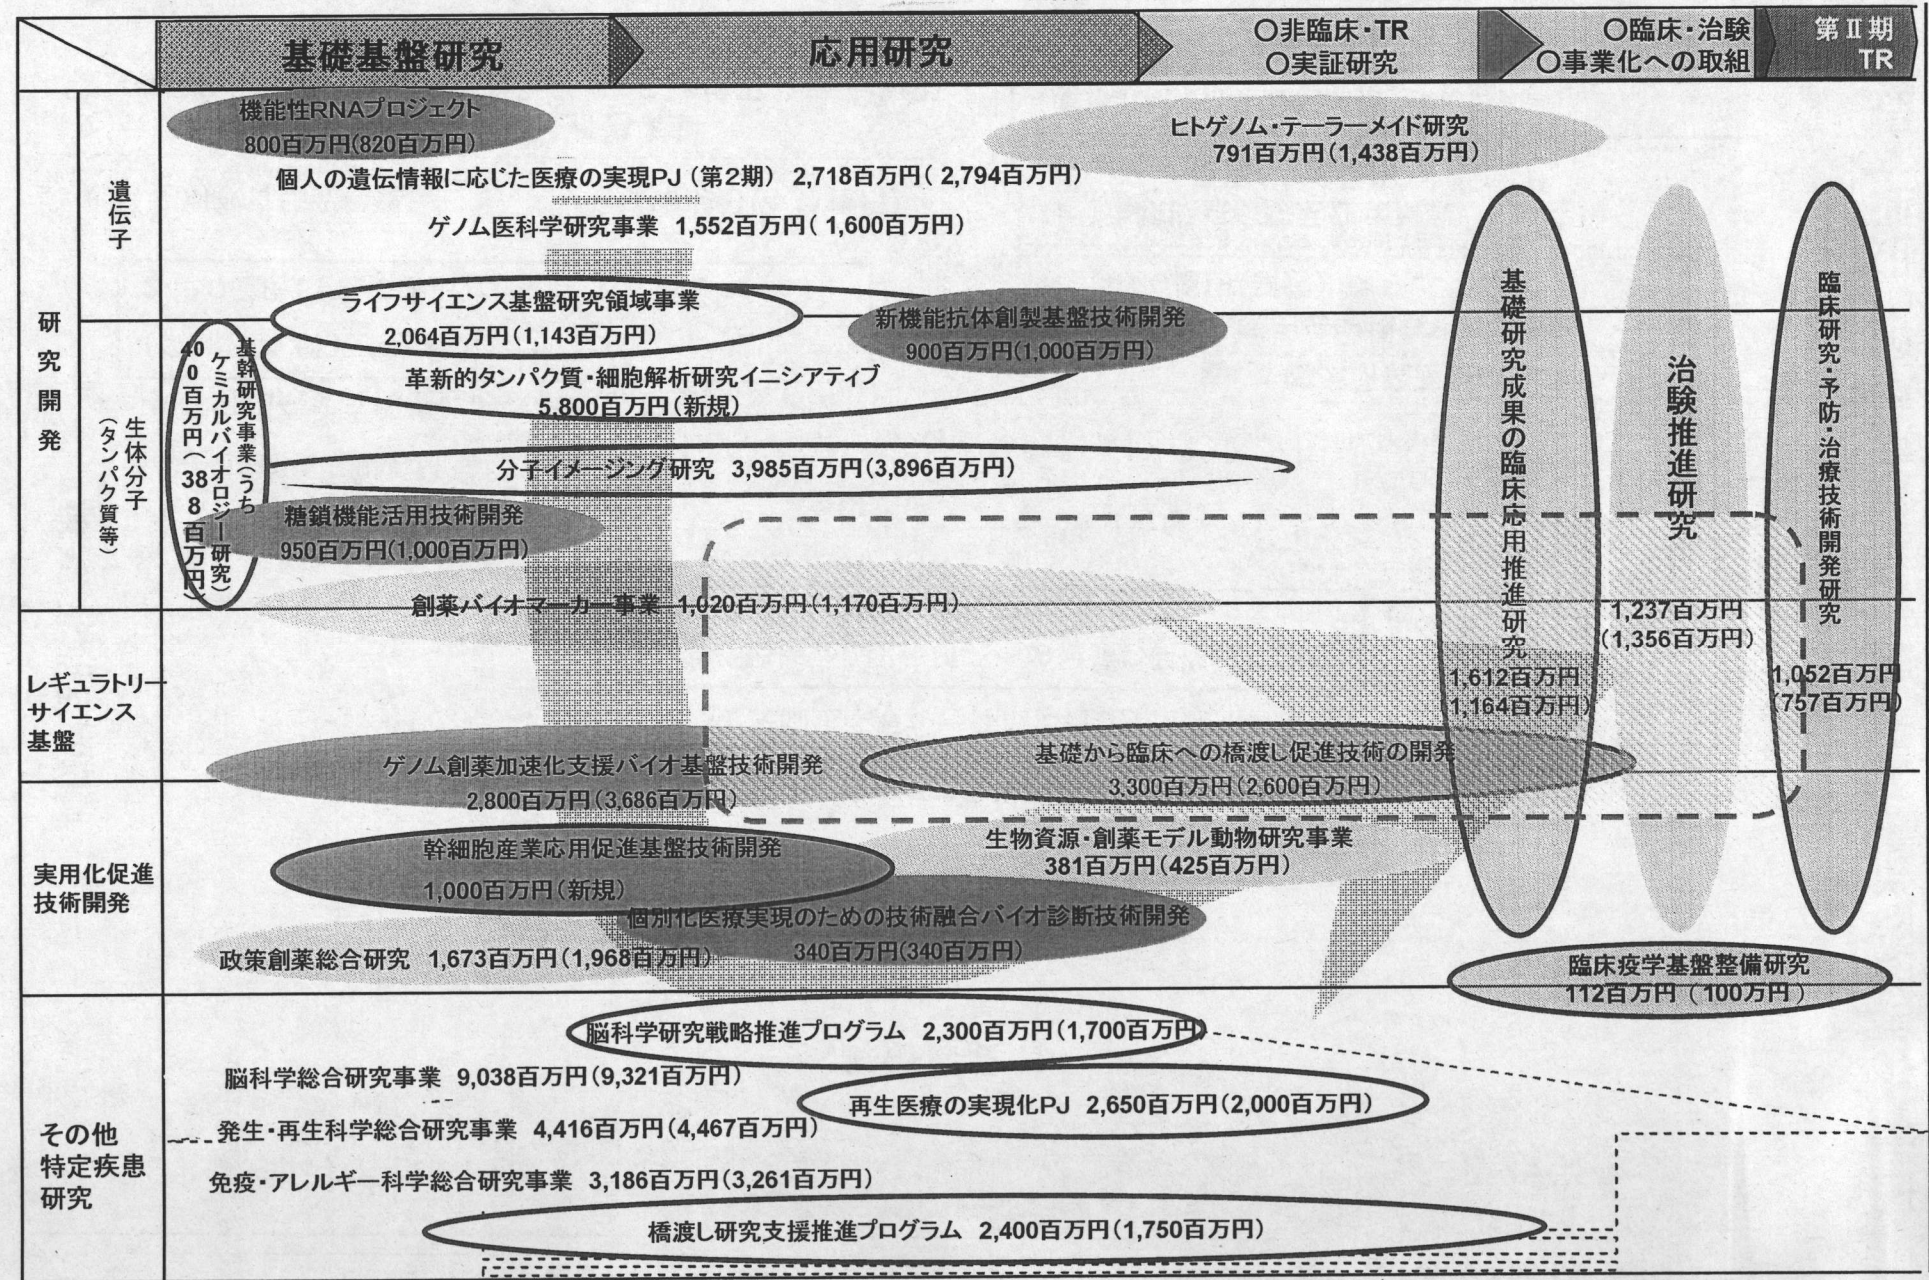 基礎基盤研究
応用研究
〇非臨床・TR
〇実証研究
〇臨床・治験
〇事業化への取組
第Ⅱ期
TR
研究開発
遺伝子
機能性RNAプロジェクト
800百万円(820百万円)
ヒトゲノム・テーラーメイド研究
791百万円(1,438百万円)
個人の遺伝情報に応じた医療の実現PJ(第2期) 2,718百万円( 2,794百万円)
ゲノム医科学研究事業 1,552百万円( 1,600百万円)
ライフサイエンス基盤研究領域事業
2,064百万円(1,143百万円)
新機能抗体創製基盤技術開発
900百万円(1,000百万円)
革新的タンパク質・細胞解析研究イニシアティブ
5,800百万円(新規)
生体分子
(タンパク質等)
基幹研究事業(うち
ケミカルバイオロジー研究)
400百万円(388百万円)
分子イメージング研究 3,985百万円(3,896百万円)
糖鎖機能活用技術開発
950百万円(1,000百万円)
創薬バイオマーカー事業 1,020百万円(1,170百万円)
基礎研究成果の臨床応用推進研究
1,612百万円
(1,164百万円)
治験推進研究
1,237百万円
(1,356百万円)
臨床研究・予防・治療技術開発研究
1,052百万円
(757百万円)
レギュラトリー
サイエンス
基盤
ゲノム創薬加速化支援バイオ基盤技術開発
2,800百万円(3,686百万円)
基礎から臨床への橋渡し促進技術の開発
3,300百万円(2,600百万円)
実用化促進
技術開発
幹細胞産業応用促進基盤技術開発
1,000百万円(新規)
生物資源・創薬モデル動物研究事業
381百万円(425百万円)
個別化医療実現のための技術融合バイオ診断技術開発
340百万円(340百万円)
政策創薬総合研究 1,673百万円(1,968百万円)
臨床疫学基盤整備研究
112百万円 ( 100万円 )
その他
特定疾患
研究
脳科学研究戦略推進プログラム 2,300百万円(1,700百万円)
脳科学総合研究事業 9,038百万円(9,321百万円)
再生医療の実現化PJ 2,650百万円(2,000百万円)
発生・再生科学総合研究事業 4,416百万円(4,467百万円)
免疫・アレルギー科学総合研究事業 3,186百万円(3,261百万円)
橋渡し研究支援推進プログラム 2,400百万円(1,750百万円)